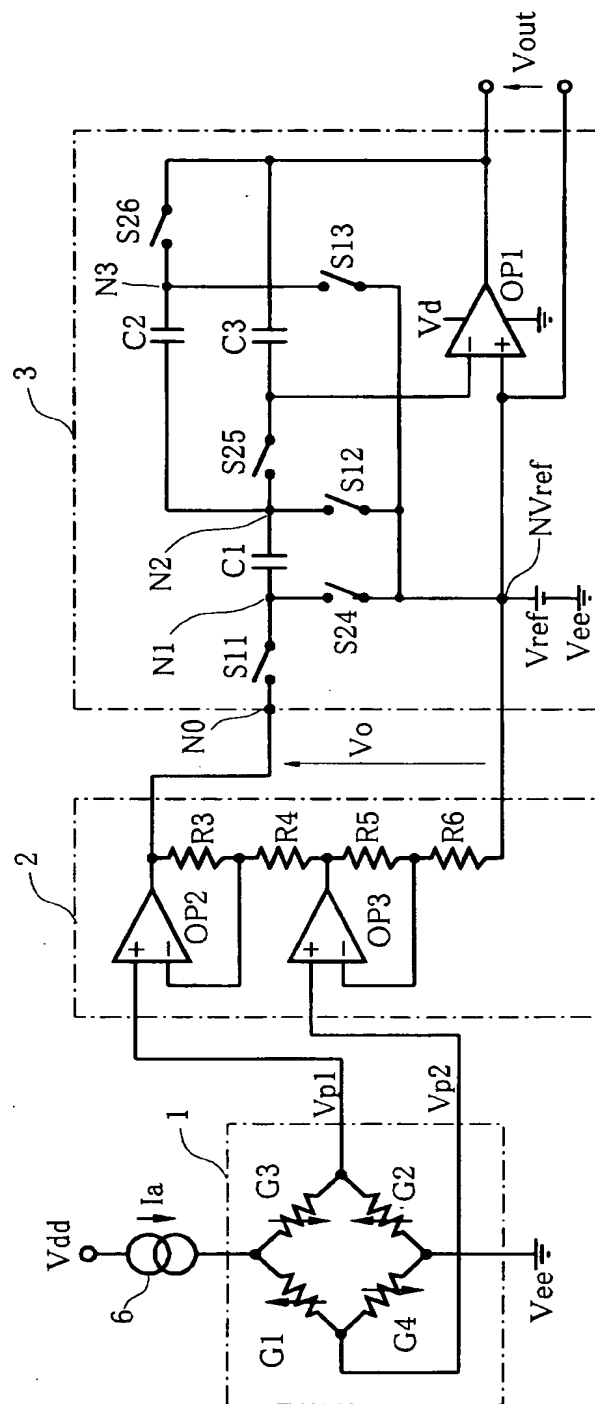 Vdd
6
Ia
1
G1
G3
G4
G2
Vee
Vp1
Vp2
2
+
−
OP2
+
−
OP3
R3
R4
R5
R6
Vo
3
N0
S11
N1
C1
N2
S24
S12
S25
C2
C3
N3
S26
S13
Vd
−
+
OP1
NVref
Vref
Vee
Vout